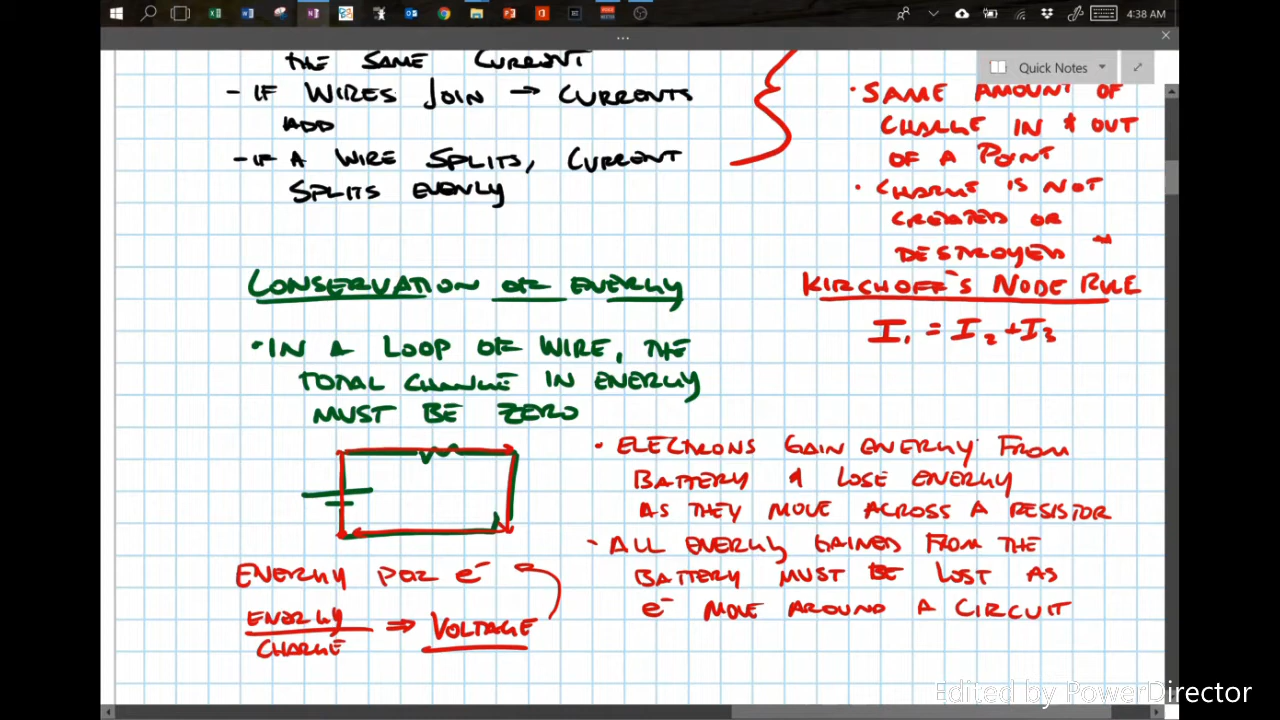 4:38 AM
...
Quick Notes
THE SAME CURRENT
- IF WIRES JOIN → CURRENTS
ADD
- IF A WIRE SPLITS, CURRENT
SPLITS EVENLY
• SAME AMOUNT OF
CHARGE IN & OUT
OF A POINT
• CHARGE IS NOT
CREATED OR
DESTROYED
KIRCHOFF'S NODE RULE
I₁ = I₂ + I₃
CONSERVATION OF ENERGY
• IN A LOOP OF WIRE, THE
TOTAL CHANGE IN ENERGY
MUST BE ZERO
• ELECTRONS GAIN ENERGY FROM
BATTERY & LOSE ENERGY
AS THEY MOVE ACROSS A RESISTOR
• ALL ENERGY GAINED FROM THE
BATTERY MUST BE LOST AS
e⁻ MOVE AROUND A CIRCUIT
ENERGY PER e⁻
ENERGY
CHARGE
⇒ VOLTAGE
Edited by PowerDirector